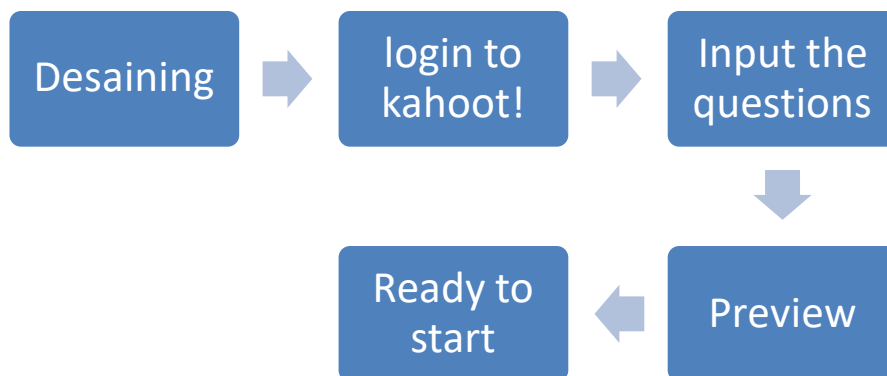 Desaining
login to
kahoot!
Input the
questions
Preview
Ready to
start